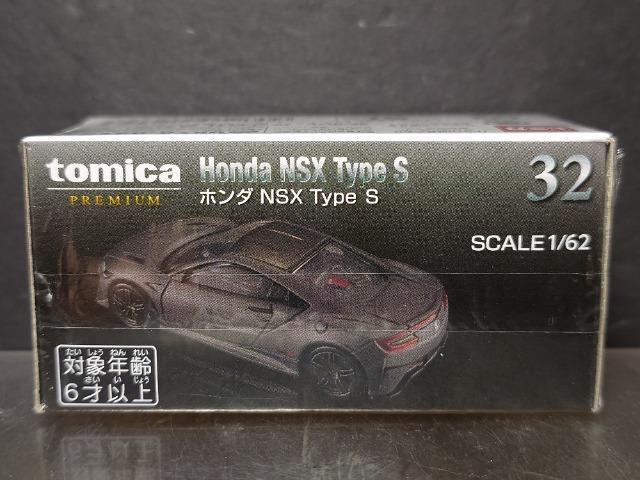 tomica
PREMIUM
Honda NSX Type S
ホンダ NSX Type S
32
SCALE 1/62
たいしょうねんれい
対象年齢
さい い じょう
6才以上